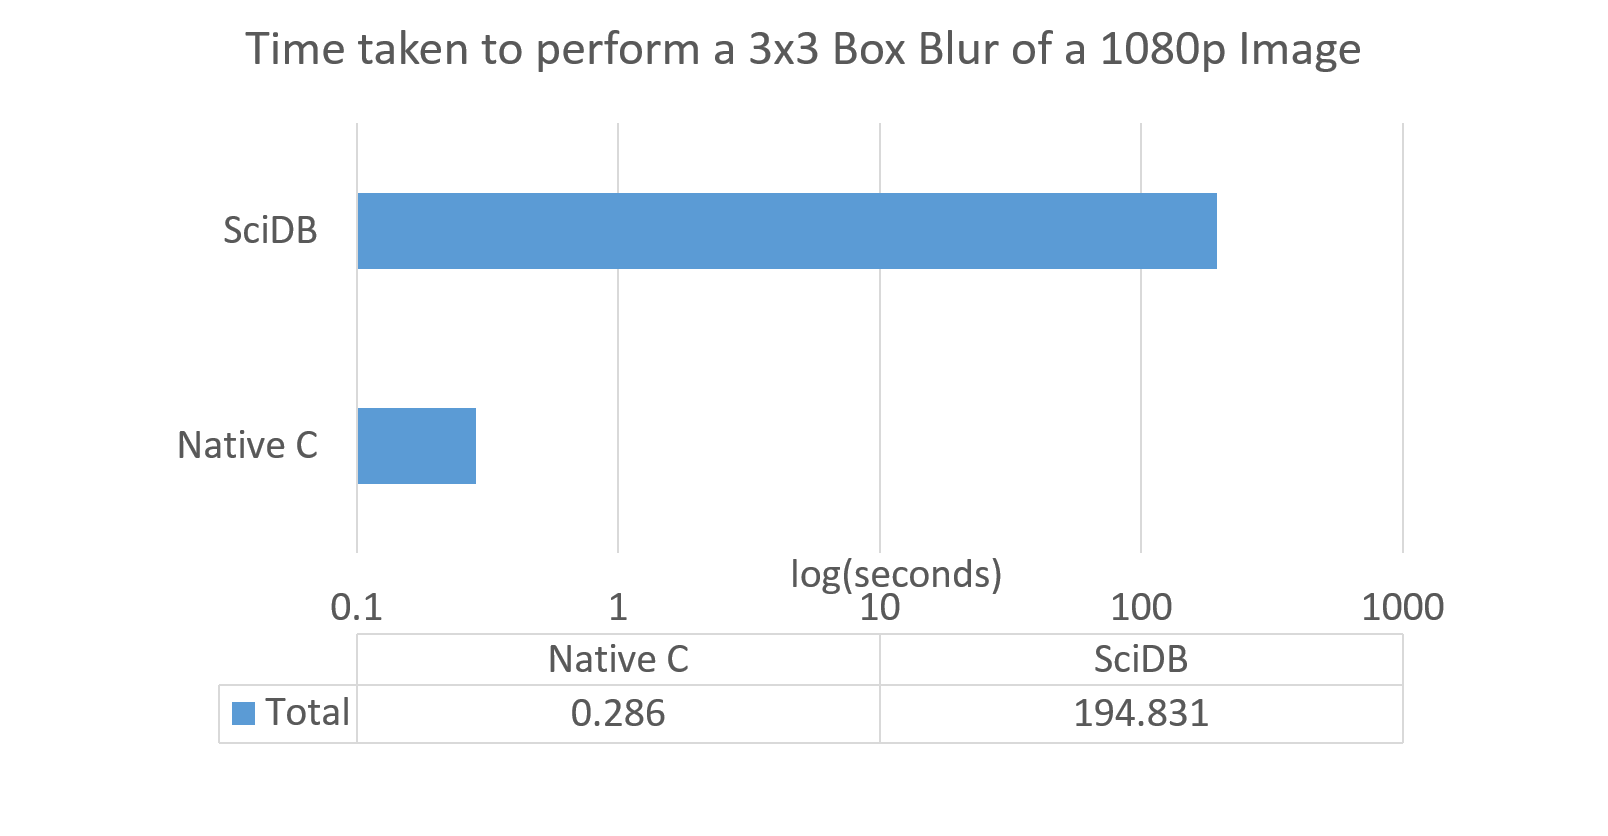 Time taken to perform a 3x3 Box Blur of a 1080p Image
SciDB
Native C
log(seconds)
0.1 1 10 100 1000
Native C SciDB
Total 0.286 194.831